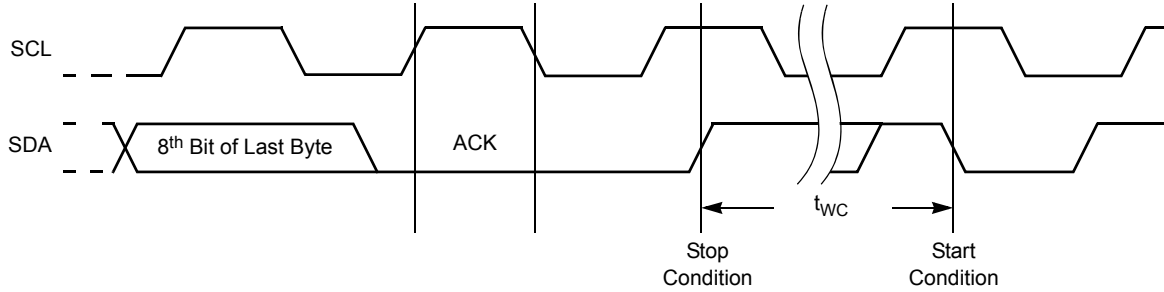 SCL
SDA
8th Bit of Last Byte
ACK
tWC
Stop
Condition
Start
Condition